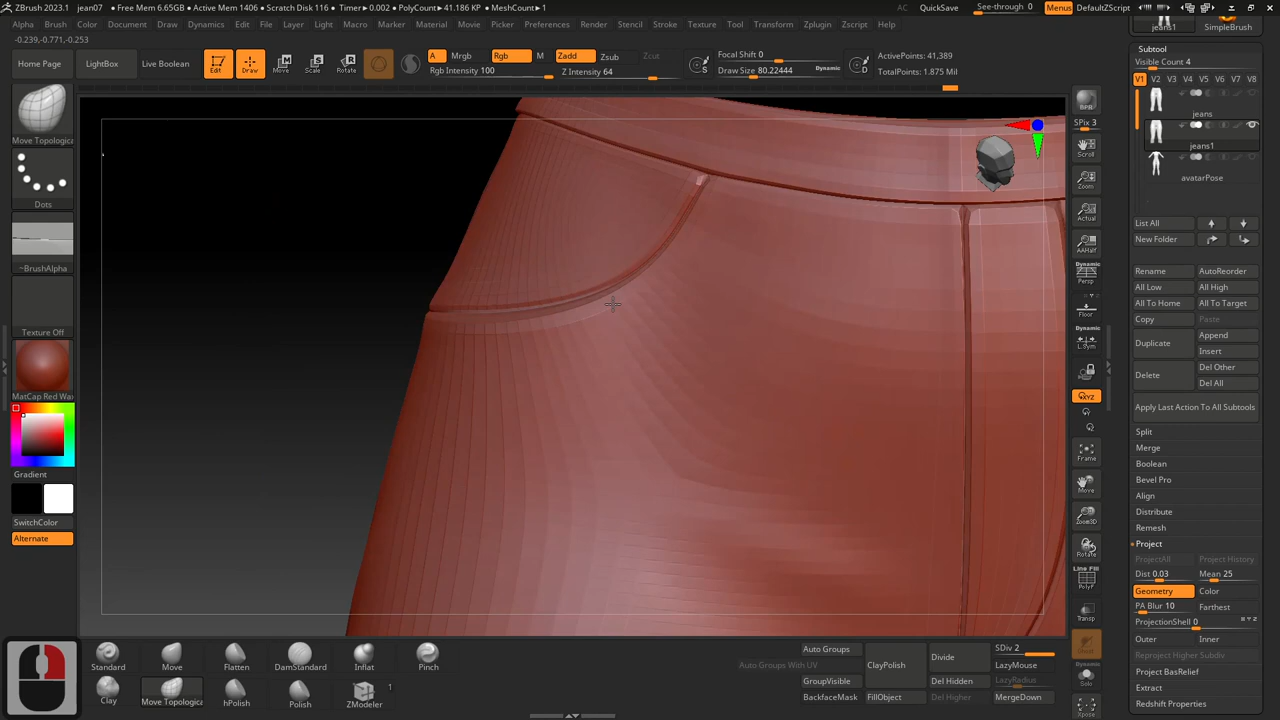 ZBrush 2023.1 jean07 • Free Mem 6.65GB • Active Mem 1406 • Scratch Disk 116 • Timer▸0.002 • PolyCount▸41.186 KP • MeshCount▸1
AC QuickSave See-through 0 Menus DefaultZScript
Alpha Brush Color Document Draw Dynamics Edit File Layer Light Macro Marker Material Movie Picker Preferences Render Stencil Stroke Texture Tool Transform Zplugin Zscript Help
-0.239,-0.771,-0.253
Home Page LightBox Live Boolean Edit Draw Move Scale Rotate
A Mrgb Rgb M Zadd Zsub Zcut
Rgb Intensity 100 Z Intensity 64
S Focal Shift 0
Draw Size 80.22444 Dynamic
D ActivePoints: 41,389
TotalPoints: 1.875 Mil
Move Topological
Dots
~BrushAlpha
Texture Off
MatCap Red Wax
Gradient
SwitchColor
Alternate
BPR
SPix 3
Scroll
Zoom
Actual
AAHalf
Dynamic
Persp
Floor
Dynamic
L.Sym
XYZ
Frame
Move
Zoom3D
Rotate
Line Fill
PolyF
Transp
Ghost
Dynamic
Solo
Xpose
jeans1 SimpleBrush
Subtool
Visible Count 4
V1 V2 V3 V4 V5 V6 V7 V8
jeans
jeans1
avatarPose
List All
New Folder
Rename AutoReorder
All Low All High
All To Home All To Target
Copy Paste
Duplicate Append
Insert
Delete Del Other
Del All
Apply Last Action To All Subtools
Split
Merge
Boolean
Bevel Pro
Align
Distribute
Remesh
Project
ProjectAll Project History
Dist 0.03 Mean 25
Geometry Color
PA Blur 10 Farthest
ProjectionShell 0
Outer Inner
Reproject Higher Subdiv
Project BasRelief
Extract
Redshift Properties
Standard Move Flatten DamStandard Inflat Pinch
Clay Move Topologica hPolish Polish ZModeler 1
Auto Groups
Auto Groups With UV
GroupVisible
BackfaceMask
ClayPolish
FillObject
Divide
Del Hidden
Del Higher
SDiv 2
LazyMouse
LazyRadius
MergeDown